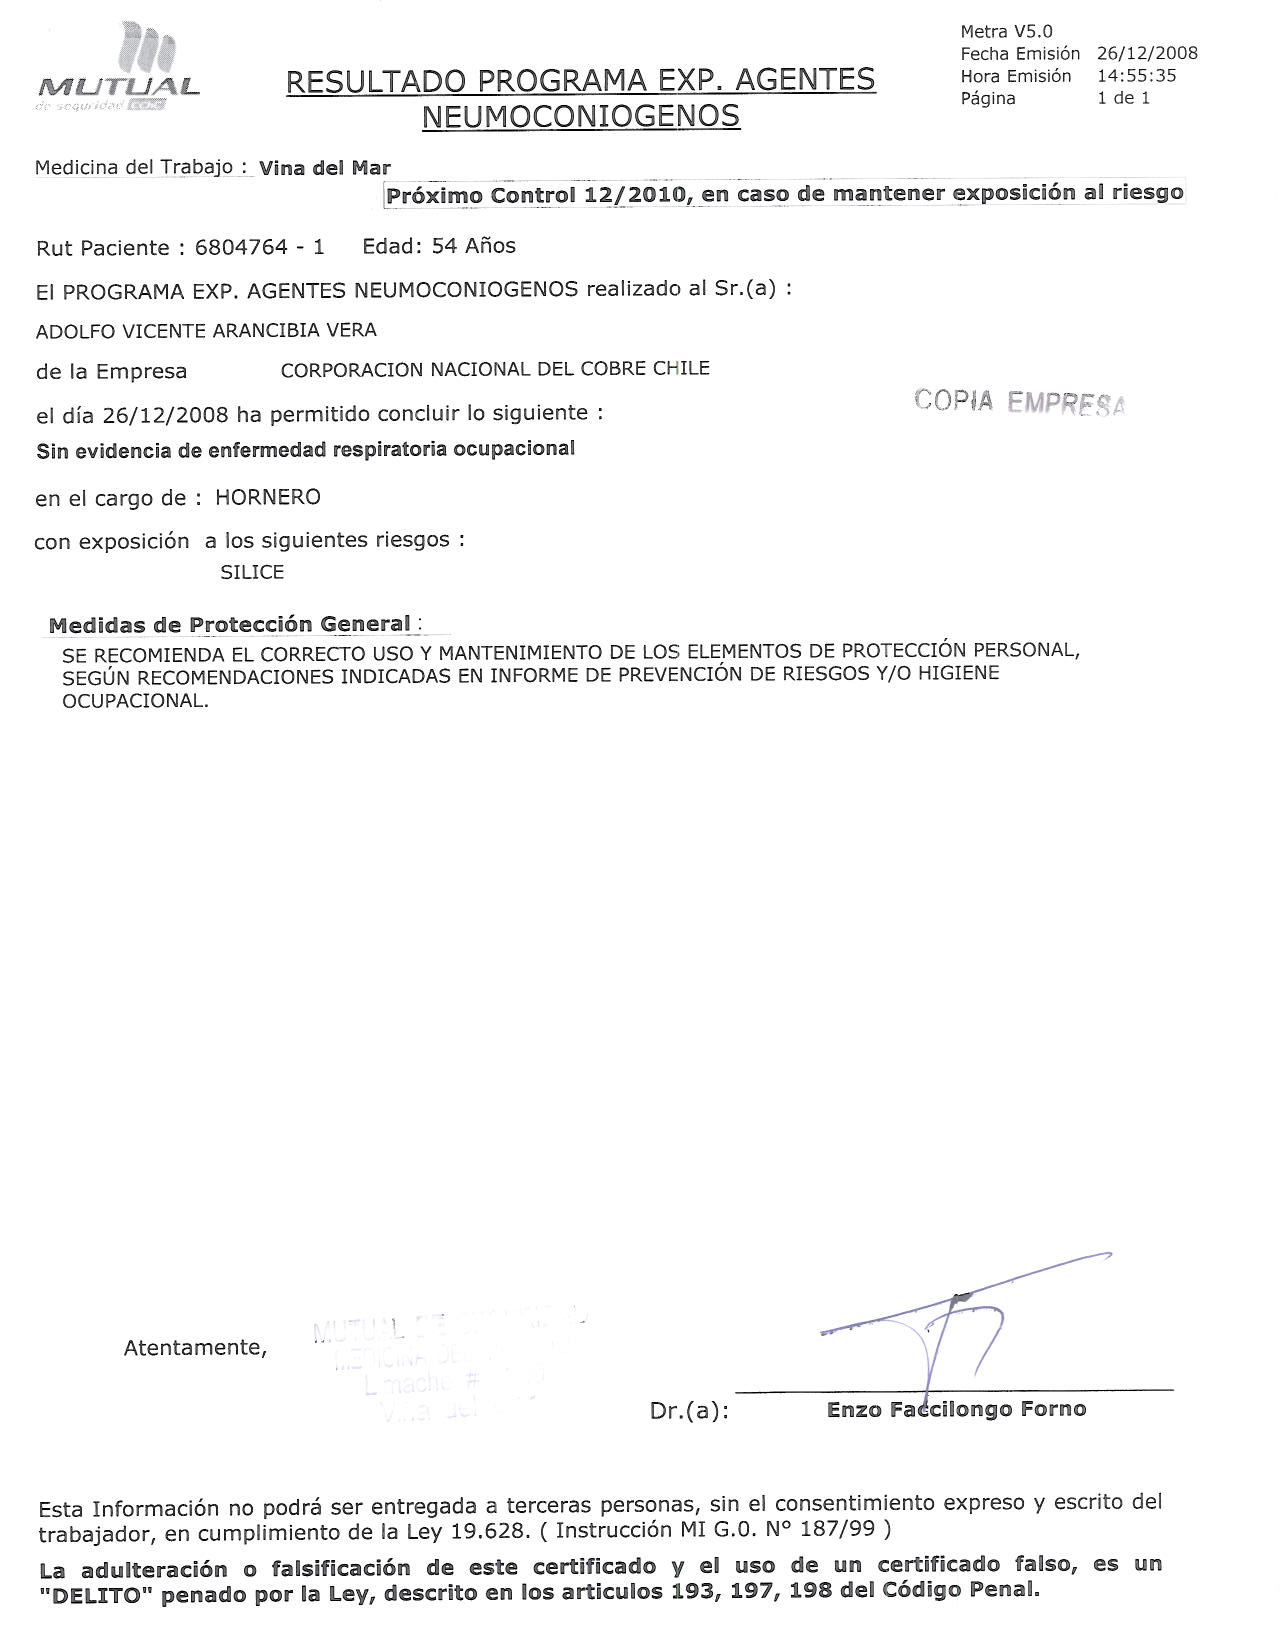 MUTUAL
de seguridad CChC
RESULTADO PROGRAMA EXP. AGENTES
NEUMOCONIOGENOS
Metra V5.0
Fecha Emisión 26/12/2008
Hora Emisión 14:55:35
Página 1 de 1
Medicina del Trabajo : Vina del Mar
Próximo Control 12/2010, en caso de mantener exposición al riesgo
Rut Paciente : 6804764 - 1 Edad: 54 Años
El PROGRAMA EXP. AGENTES NEUMOCONIOGENOS realizado al Sr.(a) :
ADOLFO VICENTE ARANCIBIA VERA
de la Empresa CORPORACION NACIONAL DEL COBRE CHILE
COPIA EMPRESA
el día 26/12/2008 ha permitido concluir lo siguiente :
Sin evidencia de enfermedad respiratoria ocupacional
en el cargo de : HORNERO
con exposición a los siguientes riesgos :
SILICE
Medidas de Protección General :
SE RECOMIENDA EL CORRECTO USO Y MANTENIMIENTO DE LOS ELEMENTOS DE PROTECCIÓN PERSONAL,
SEGÚN RECOMENDACIONES INDICADAS EN INFORME DE PREVENCIÓN DE RIESGOS Y/O HIGIENE
OCUPACIONAL.
Atentamente,
MUTUAL DE
MEDICINA DEL
Limache #
Viña del
Dr.(a): Enzo Faccilongo Forno
Esta Información no podrá ser entregada a terceras personas, sin el consentimiento expreso y escrito del
trabajador, en cumplimiento de la Ley 19.628. ( Instrucción MI G.0. N° 187/99 )
La adulteración o falsificación de este certificado y el uso de un certificado falso, es un
"DELITO" penado por la Ley, descrito en los articulos 193, 197, 198 del Código Penal.